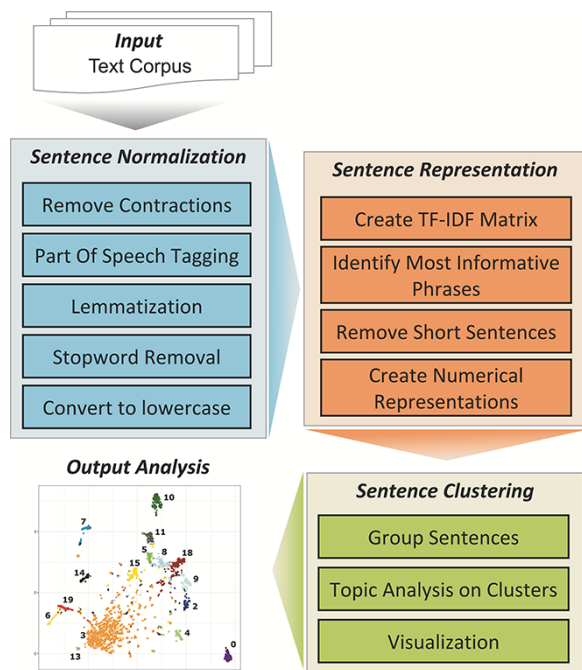 Input
Text Corpus
Sentence Normalization
Remove Contractions
Part Of Speech Tagging
Lemmatization
Stopword Removal
Convert to lowercase
Sentence Representation
Create TF-IDF Matrix
Identify Most Informative
Phrases
Remove Short Sentences
Create Numerical
Representations
Output Analysis
10
7
11
5
8
18
15
14
9
19
2
6
3
4
13
0
Sentence Clustering
Group Sentences
Topic Analysis on Clusters
Visualization